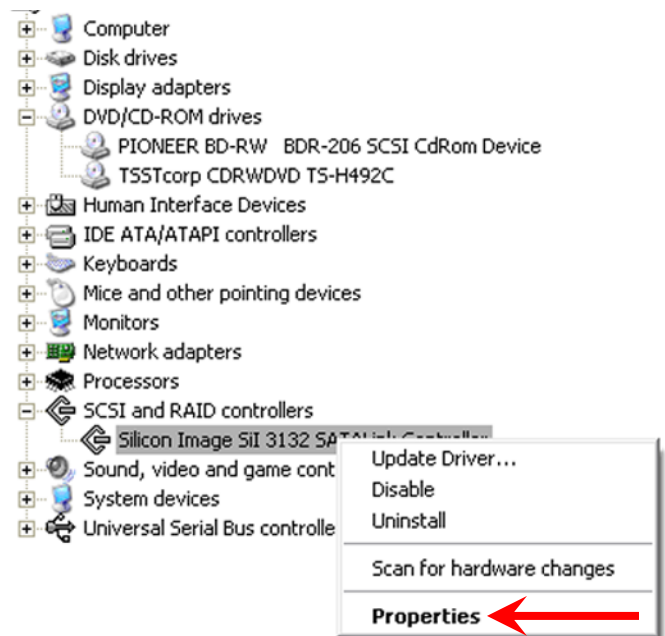 Computer
Disk drives
Display adapters
DVD/CD-ROM drives
PIONEER BD-RW BDR-206 SCSI CdRom Device
TSSTcorp CDRWDVD TS-H492C
Human Interface Devices
IDE ATA/ATAPI controllers
Keyboards
Mice and other pointing devices
Monitors
Network adapters
Processors
SCSI and RAID controllers
Silicon Image SiI 3132 SATALink Controller
Sound, video and game cont
System devices
Universal Serial Bus controlle
Update Driver...
Disable
Uninstall
Scan for hardware changes
Properties